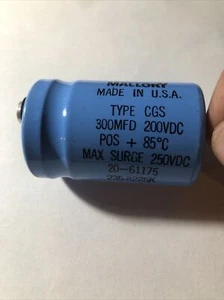 MALLORY
MADE IN U.S.A.
TYPE CGS
300MFD 200VDC
POS + 85°C
MAX SURGE 250VDC
20-61175